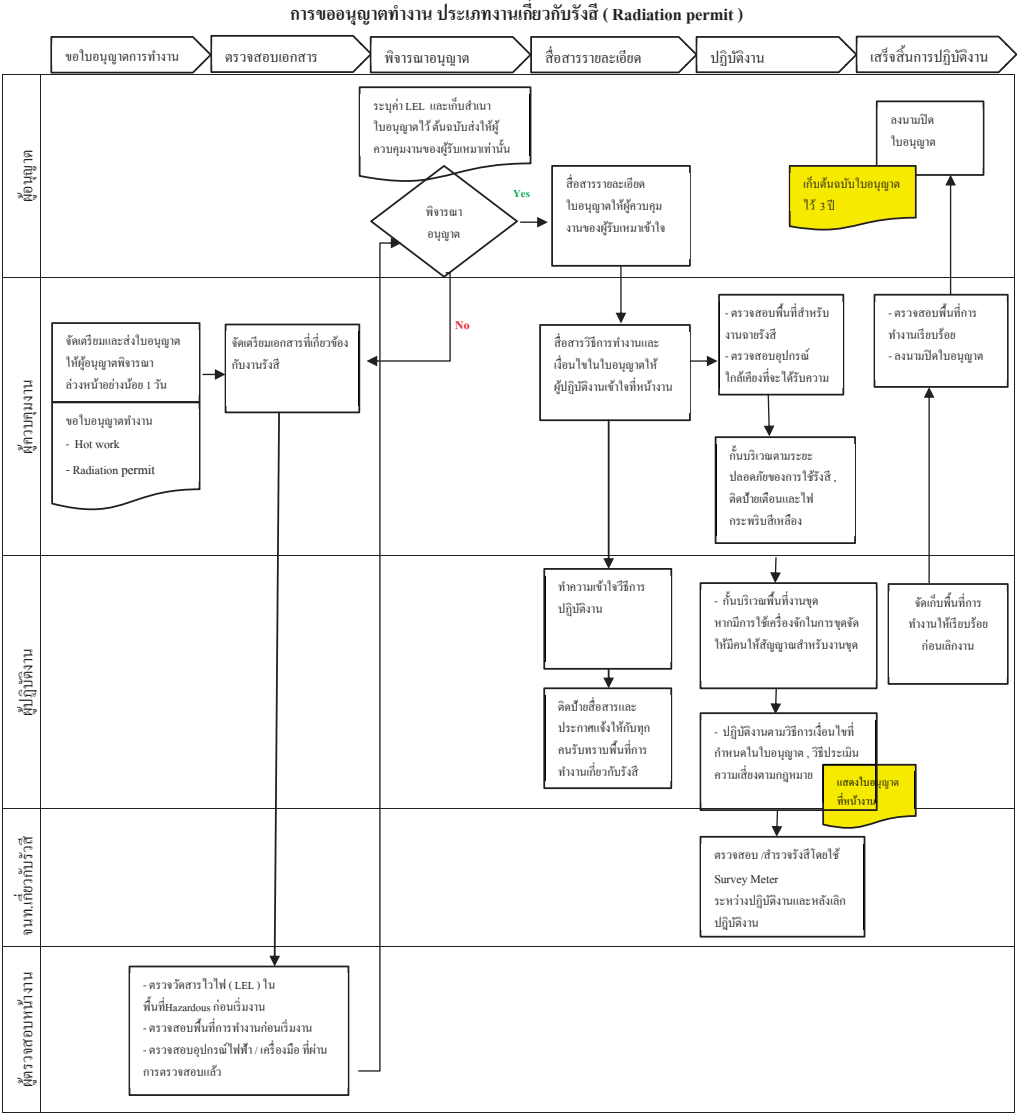 การขออนุญาตทำงาน ประเภทงานเกี่ยวกับรังสี ( Radiation permit )
ขอใบอนุญาตการทำงาน
ตรวจสอบเอกสาร
พิจารณาอนุญาต
สื่อสารรายละเอียด
ปฏิบัติงาน
เสร็จสิ้นการปฏิบัติงาน
ผู้อนุญาต
ระบุค่า LEL และเก็บสำเนา
ใบอนุญาตไว้ ต้นฉบับส่งให้ผู้
ควบคุมงานของผู้รับเหมาเท่านั้น
พิจารณา
อนุญาต
Yes
No
สื่อสารรายละเอียด
ใบอนุญาตให้ผู้ควบคุม
งานของผู้รับเหมาเข้าใจ
ลงนามปิด
ใบอนุญาต
เก็บต้นฉบับใบอนุญาต
ไว้ 3 ปี
ผู้ควบคุมงาน
จัดเตรียมและส่งใบอนุญาต
ให้ผู้อนุญาตพิจารณา
ล่วงหน้าอย่างน้อย 1 วัน
ขอใบอนุญาตทำงาน
- Hot work
- Radiation permit
จัดเตรียมเอกสารที่เกี่ยวข้อง
กับงานรังสี
สื่อสารวิธีการทำงานและ
เงื่อนไขในใบอนุญาตให้
ผู้ปฏิบัติงานเข้าใจที่หน้างาน
- ตรวจสอบพื้นที่สำหรับ
งานฉายรังสี
- ตรวจสอบอุปกรณ์
ใกล้เคียงที่จะได้รับความ
กั้นบริเวณตามระยะ
ปลอดภัยของการใช้รังสี ,
ติดป้ายเตือนและไฟ
กระพริบสีเหลือง
- ตรวจสอบพื้นที่การ
ทำงานเรียบร้อย
- ลงนามปิดใบอนุญาต
ผู้ปฏิบัติงาน
ทำความเข้าใจวิธีการ
ปฏิบัติงาน
ติดป้ายสื่อสารและ
ประกาศแจ้งให้กับทุก
คนรับทราบพื้นที่การ
ทำงานเกี่ยวกับรังสี
- กั้นบริเวณพื้นที่งานขุด
หากมีการใช้เครื่องจักในการขุดจัด
ให้มีคนให้สัญญาณสำหรับงานขุด
- ปฏิบัติงานตามวิธีการเงื่อนไขที่
กำหนดในใบอนุญาต , วิธีประเมิน
ความเสี่ยงตามกฎหมาย
แสดงใบอนุญาต
ที่หน้างาน
จัดเก็บพื้นที่การ
ทำงานให้เรียบร้อย
ก่อนเลิกงาน
จนท.เกี่ยวกับรังสี
ตรวจสอบ /สำรวจรังสีโดยใช้
Survey Meter
ระหว่างปฏิบัติงานและหลังเลิก
ปฏิบัติงาน
ผู้ตรวจสอบหน้างาน
- ตรวจวัดสารไวไฟ ( LEL ) ใน
พื้นที่Hazardous ก่อนเริ่มงาน
- ตรวจสอบพื้นที่การทำงานก่อนเริ่มงาน
- ตรวจสอบอุปกรณ์ไฟฟ้า / เครื่องมือ ที่ผ่าน
การตรวจสอบแล้ว